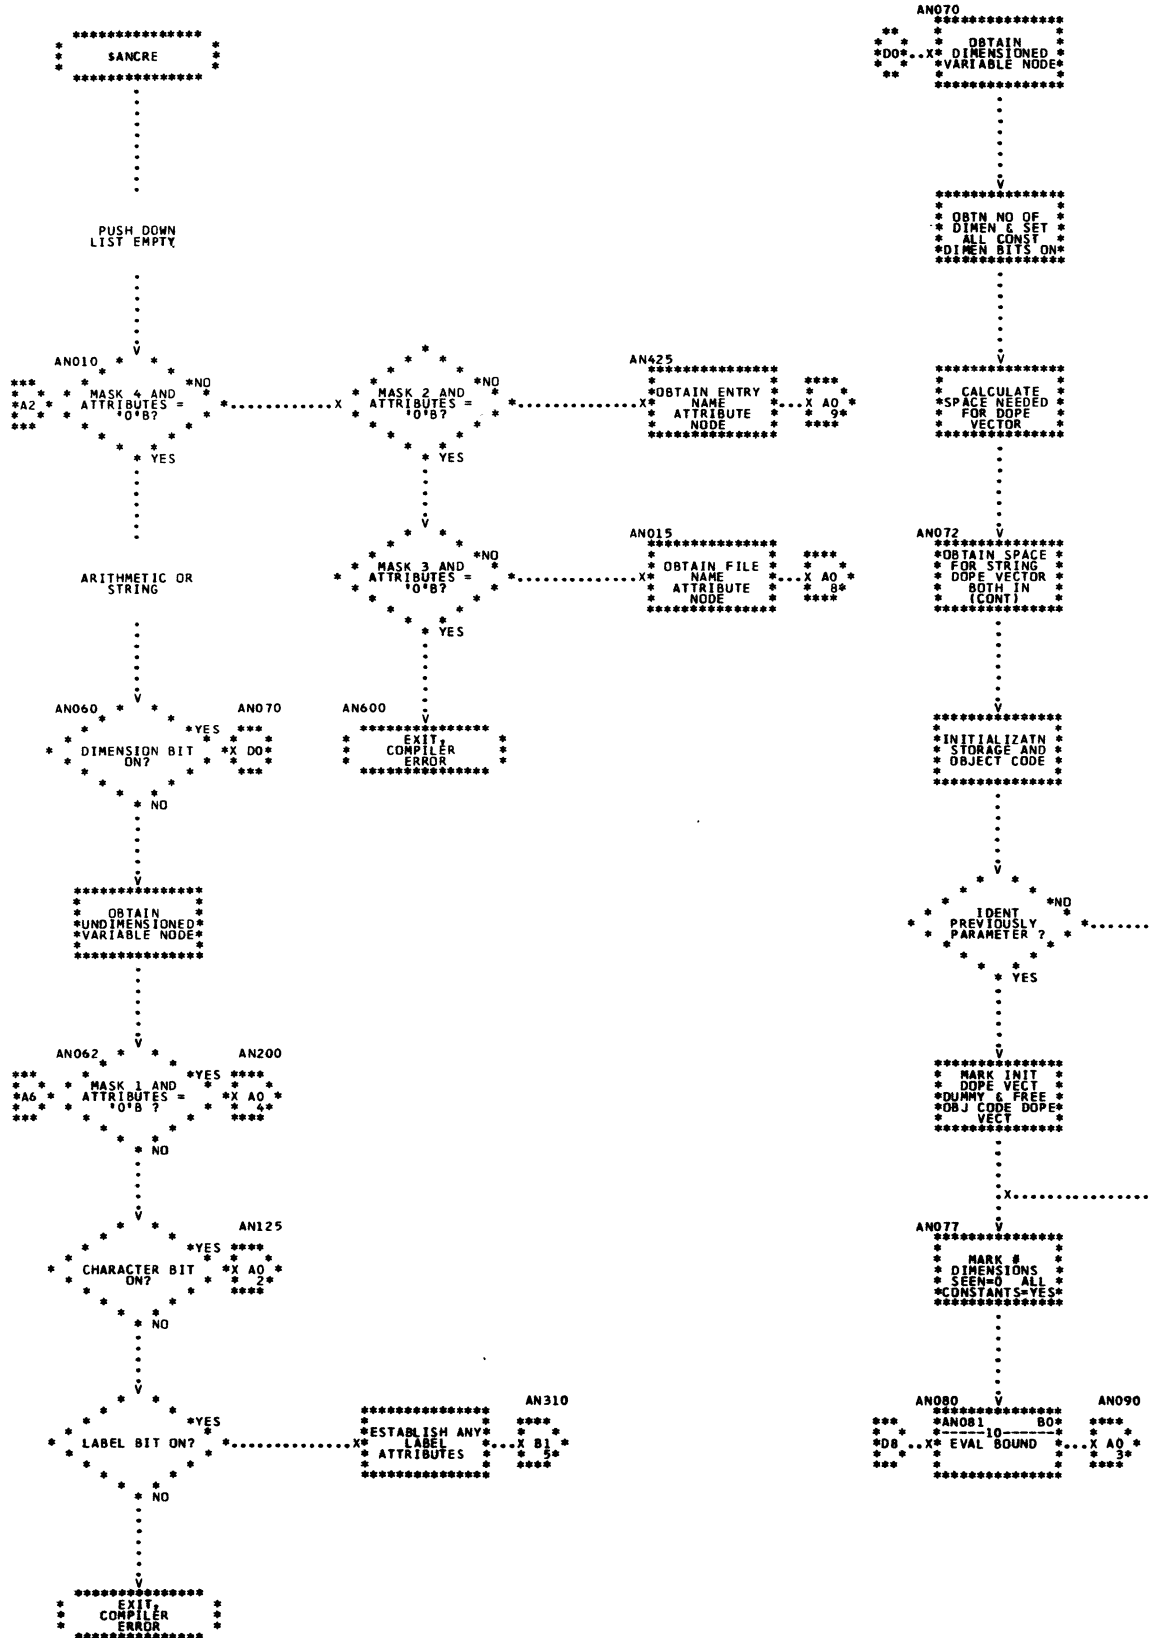 $ANCRE
PUSH DOWN
LIST EMPTY
AN010
A2
MASK 4 AND
ATTRIBUTES =
'0'B?
NO
YES
MASK 2 AND
ATTRIBUTES =
'0'B?
NO
YES
AN425
OBTAIN ENTRY
NAME
ATTRIBUTE
NODE
X A0
9
ARITHMETIC OR
STRING
MASK 3 AND
ATTRIBUTES =
'0'B?
NO
YES
AN015
OBTAIN FILE
NAME
ATTRIBUTE
NODE
X A0
8
AN060
DIMENSION BIT
ON?
YES
NO
AN070
X D0
AN600
EXIT,
COMPILER
ERROR
OBTAIN
UNDIMENSIONED
VARIABLE NODE
AN062
A6
MASK 1 AND
ATTRIBUTES =
'0'B ?
YES
NO
AN200
X A0
4
CHARACTER BIT
ON?
YES
NO
AN125
X A0
2
LABEL BIT ON?
YES
NO
ESTABLISH ANY
LABEL
ATTRIBUTES
AN310
X B1
5
EXIT,
COMPILER
ERROR
AN070
D0
OBTAIN
DIMENSIONED
VARIABLE NODE
OBTN NO OF
DIMEN & SET
ALL CONST
DIMEN BITS ON
CALCULATE
SPACE NEEDED
FOR DOPE
VECTOR
AN072
OBTAIN SPACE
FOR STRING
DOPE VECTOR
BOTH IN
(CONT)
INITIALIZATN
STORAGE AND
OBJECT CODE
IDENT
PREVIOUSLY
PARAMETER ?
NO
YES
MARK INIT
DOPE VECT
DUMMY & FREE
OBJ CODE DOPE
VECT
AN077
MARK #
DIMENSIONS
SEEN=0 ALL
CONSTANTS=YES
AN080
D8
AN081 B0
10
EVAL BOUND
AN090
X A0
3